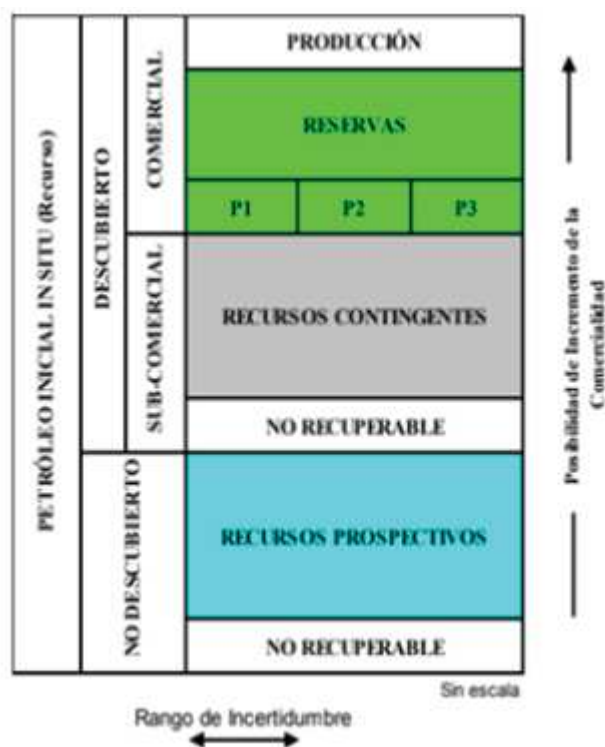 PETRÓLEO INICIAL IN SITU (Recurso)
DESCUBIERTO
NO DESCUBIERTO
COMERCIAL
SUB-COMERCIAL
PRODUCCIÓN
RESERVAS
P1 P2 P3
RECURSOS CONTINGENTES
NO RECUPERABLE
RECURSOS PROSPECTIVOS
NO RECUPERABLE
Posibilidad de Incremento de la
Comercialidad
Sin escala
Rango de Incertidumbre